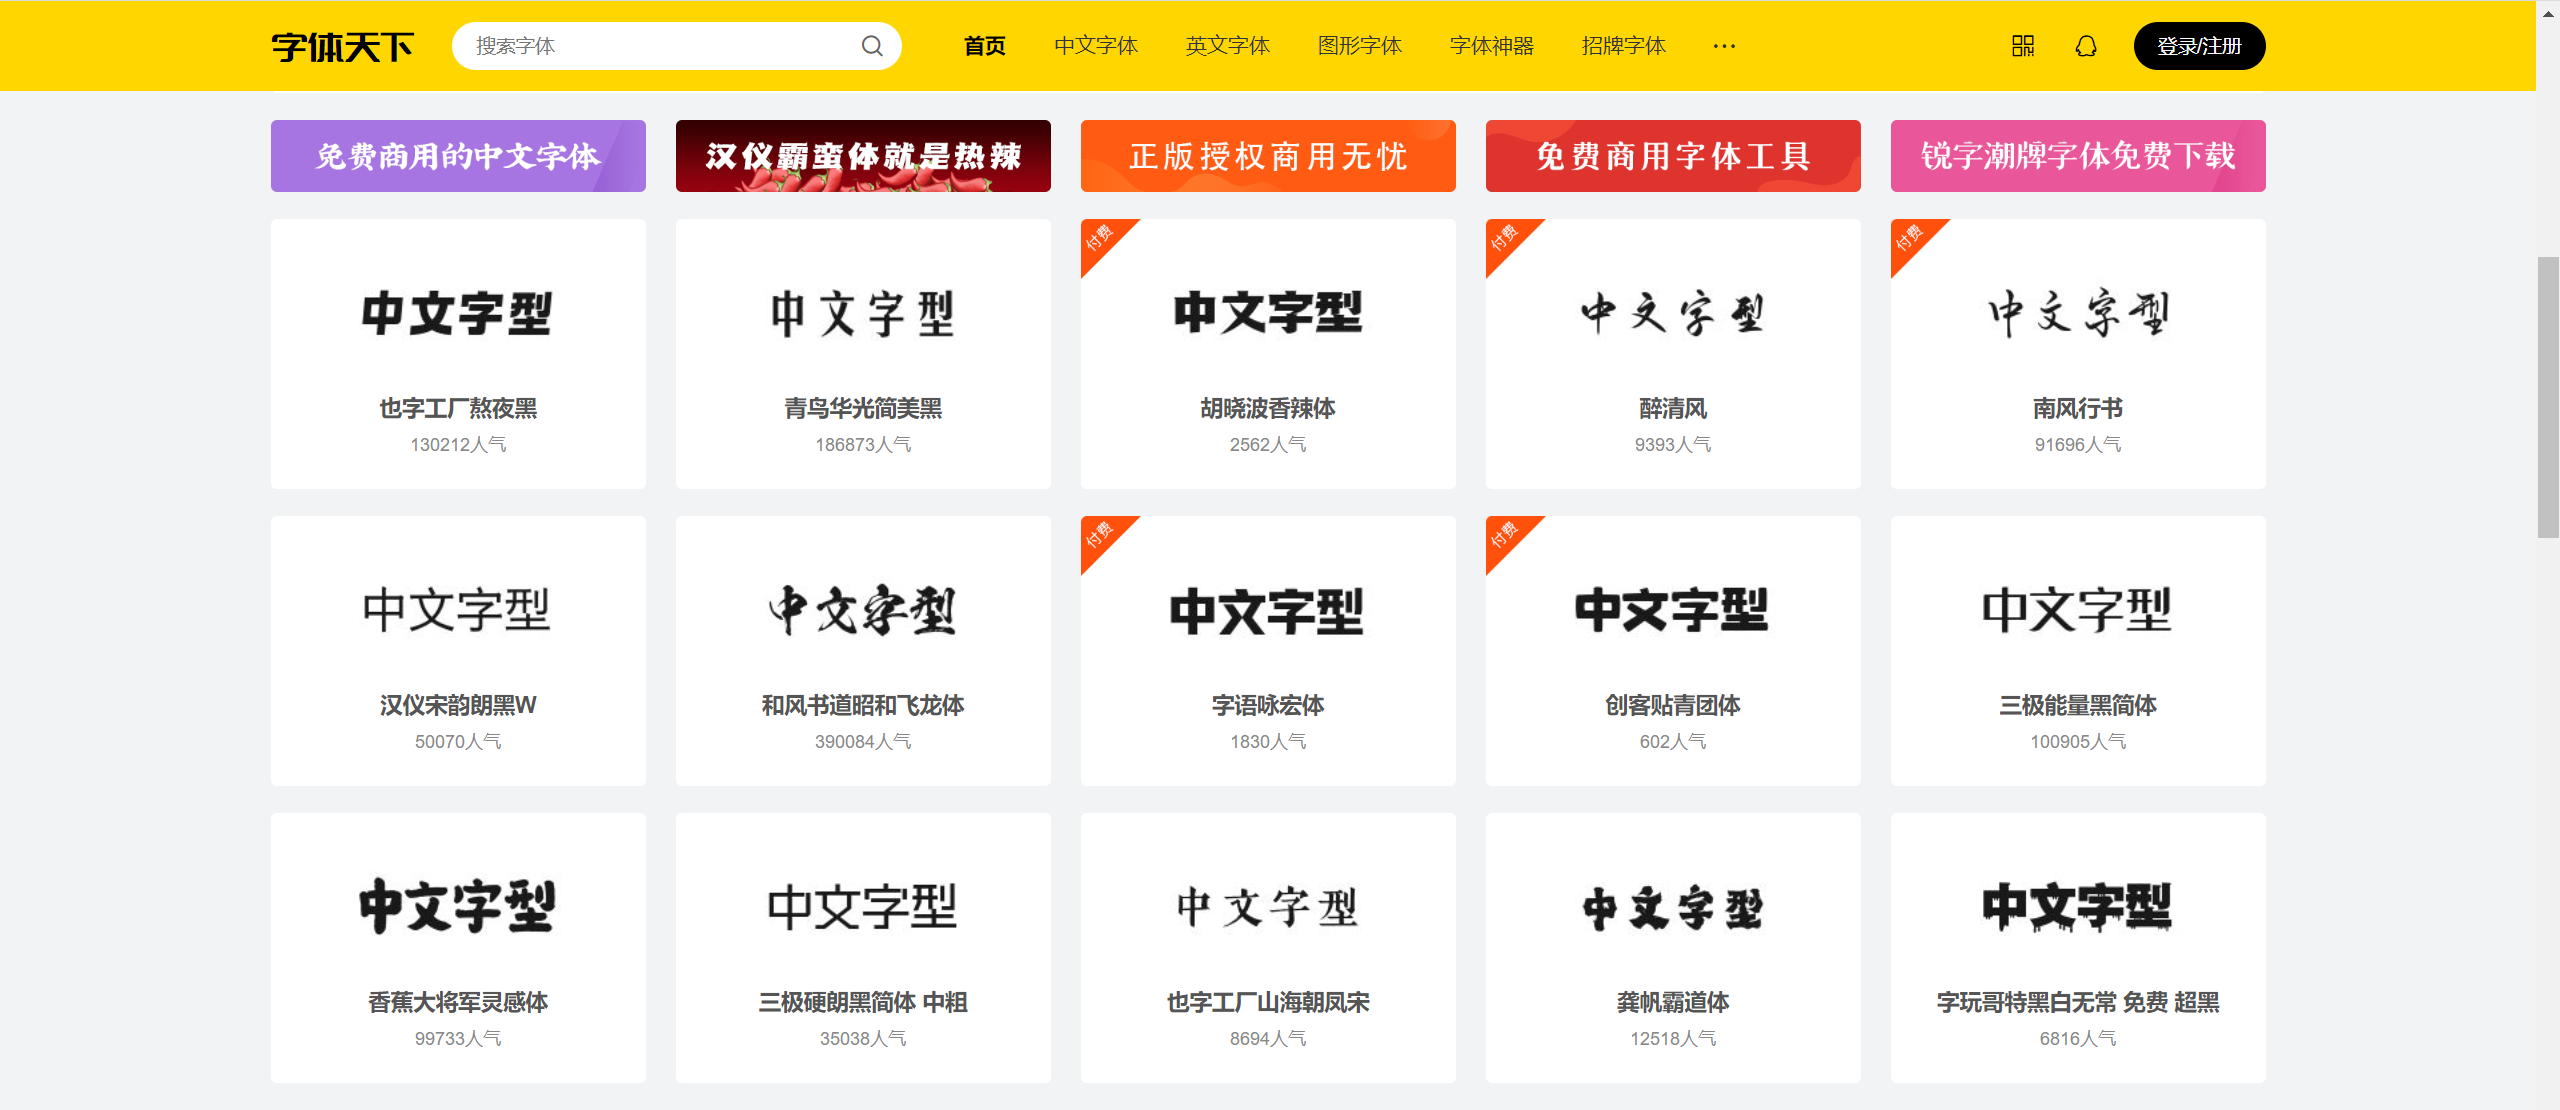 字体天下
搜索字体
首页 中文字体 英文字体 图形字体 字体神器 招牌字体 ···
登录/注册
免费商用的中文字体
汉仪霸蛮体就是热辣
正版授权商用无忧
免费商用字体工具
锐字潮牌字体免费下载
中文字型
也字工厂熬夜黑
130212人气
中文字型
青鸟华光简美黑
186873人气
付费
中文字型
胡晓波香辣体
2562人气
付费
中文字型
醉清风
9393人气
付费
中文字型
南风行书
91696人气
中文字型
汉仪宋韵朗黑W
50070人气
中文字型
和风书道昭和飞龙体
390084人气
付费
中文字型
字语咏宏体
1830人气
付费
中文字型
创客贴青团体
602人气
中文字型
三极能量黑简体
100905人气
中文字型
香蕉大将军灵感体
99733人气
中文字型
三极硬朗黑简体 中粗
35038人气
中文字型
也字工厂山海朝凤宋
8694人气
中文字型
龚帆霸道体
12518人气
中文字型
字玩哥特黑白无常 免费 超黑
6816人气